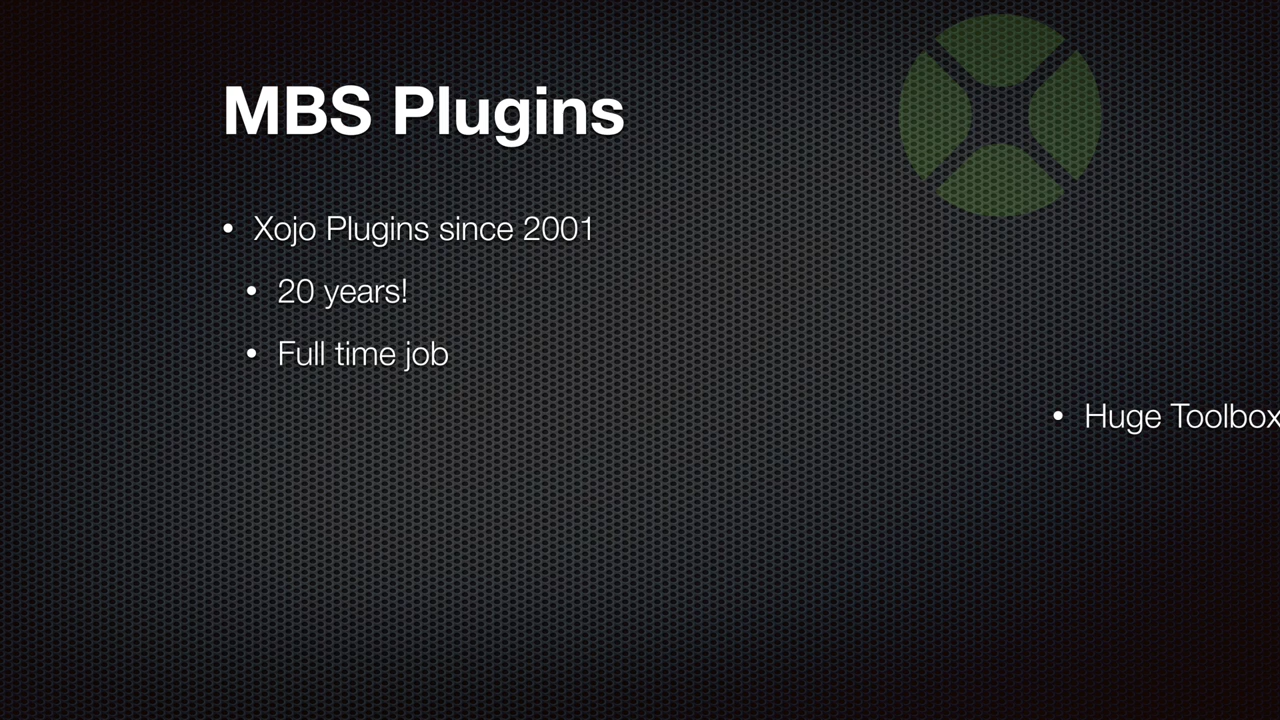 MBS Plugins
• Xojo Plugins since 2001
• 20 years!
• Full time job
• Huge Toolbox